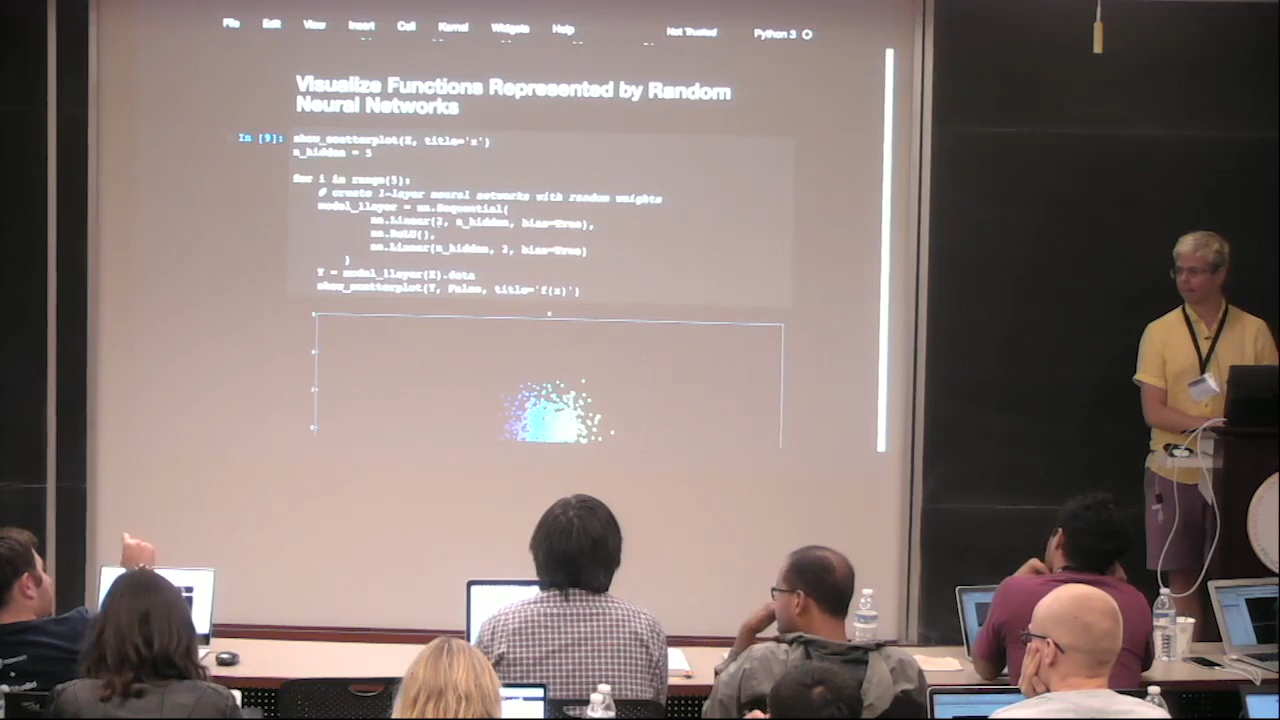 File Edit View Insert Cell Kernel Widgets Help Not Trusted Python 3
Visualize Functions Represented by Random
Neural Networks
In [9]: show_scatterplot(X, title='x')
n_hidden = 5
for i in range(5):
# create 1-layer neural networks with random weights
model_1layer = nn.Sequential(
nn.Linear(2, n_hidden, bias=True),
nn.ReLU(),
nn.Linear(n_hidden, 2, bias=True)
)
Y = model_1layer(X).data
show_scatterplot(Y, False, title='f(x)')
x